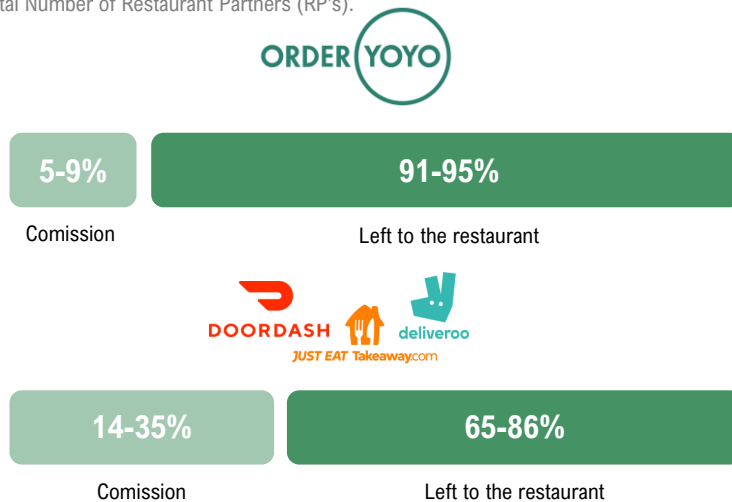 tal Number of Restaurant Partners (RP's).
ORDER YOYO
5-9% 91-95%
Comission Left to the restaurant
DOORDASH deliveroo
JUST EAT Takeaway.com
14-35% 65-86%
Comission Left to the restaurant